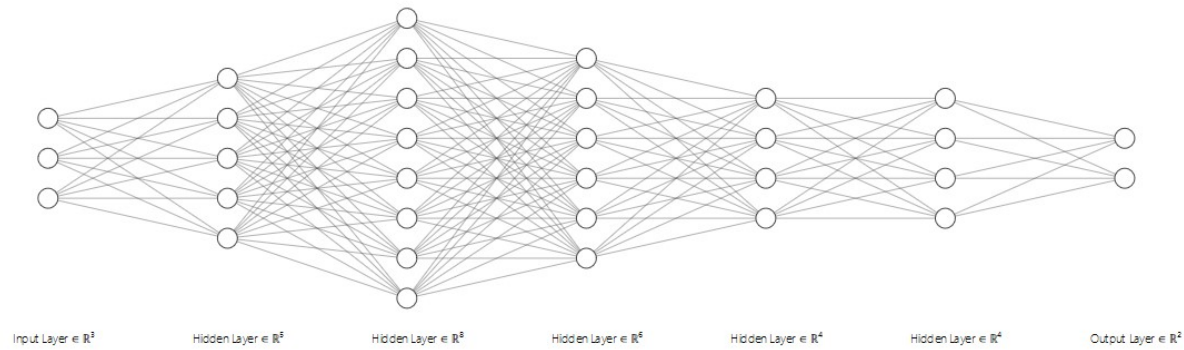 Input Layer ∈ ℝ³
Hidden Layer ∈ ℝ⁵
Hidden Layer ∈ ℝ⁸
Hidden Layer ∈ ℝ⁶
Hidden Layer ∈ ℝ⁴
Hidden Layer ∈ ℝ⁴
Output Layer ∈ ℝ²